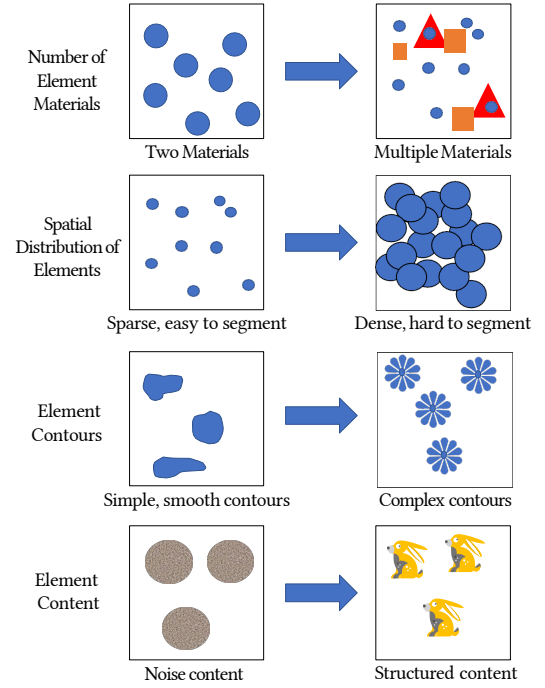 Number of
Element
Materials
Two Materials
Multiple Materials
Spatial
Distribution of
Elements
Sparse, easy to segment
Dense, hard to segment
Element
Contours
Simple, smooth contours
Complex contours
Element
Content
Noise content
Structured content